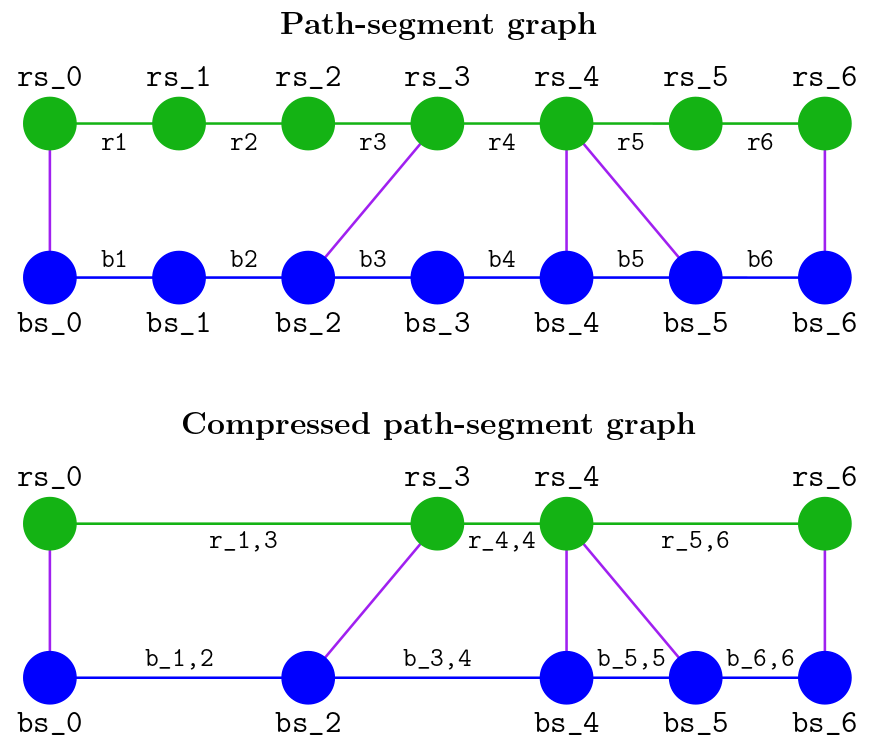 Path-segment graph
rs_0 rs_1 rs_2 rs_3 rs_4 rs_5 rs_6
r1 r2 r3 r4 r5 r6
b1 b2 b3 b4 b5 b6
bs_0 bs_1 bs_2 bs_3 bs_4 bs_5 bs_6
Compressed path-segment graph
rs_0 rs_3 rs_4 rs_6
r_1,3 r_4,4 r_5,6
b_1,2 b_3,4 b_5,5 b_6,6
bs_0 bs_2 bs_4 bs_5 bs_6